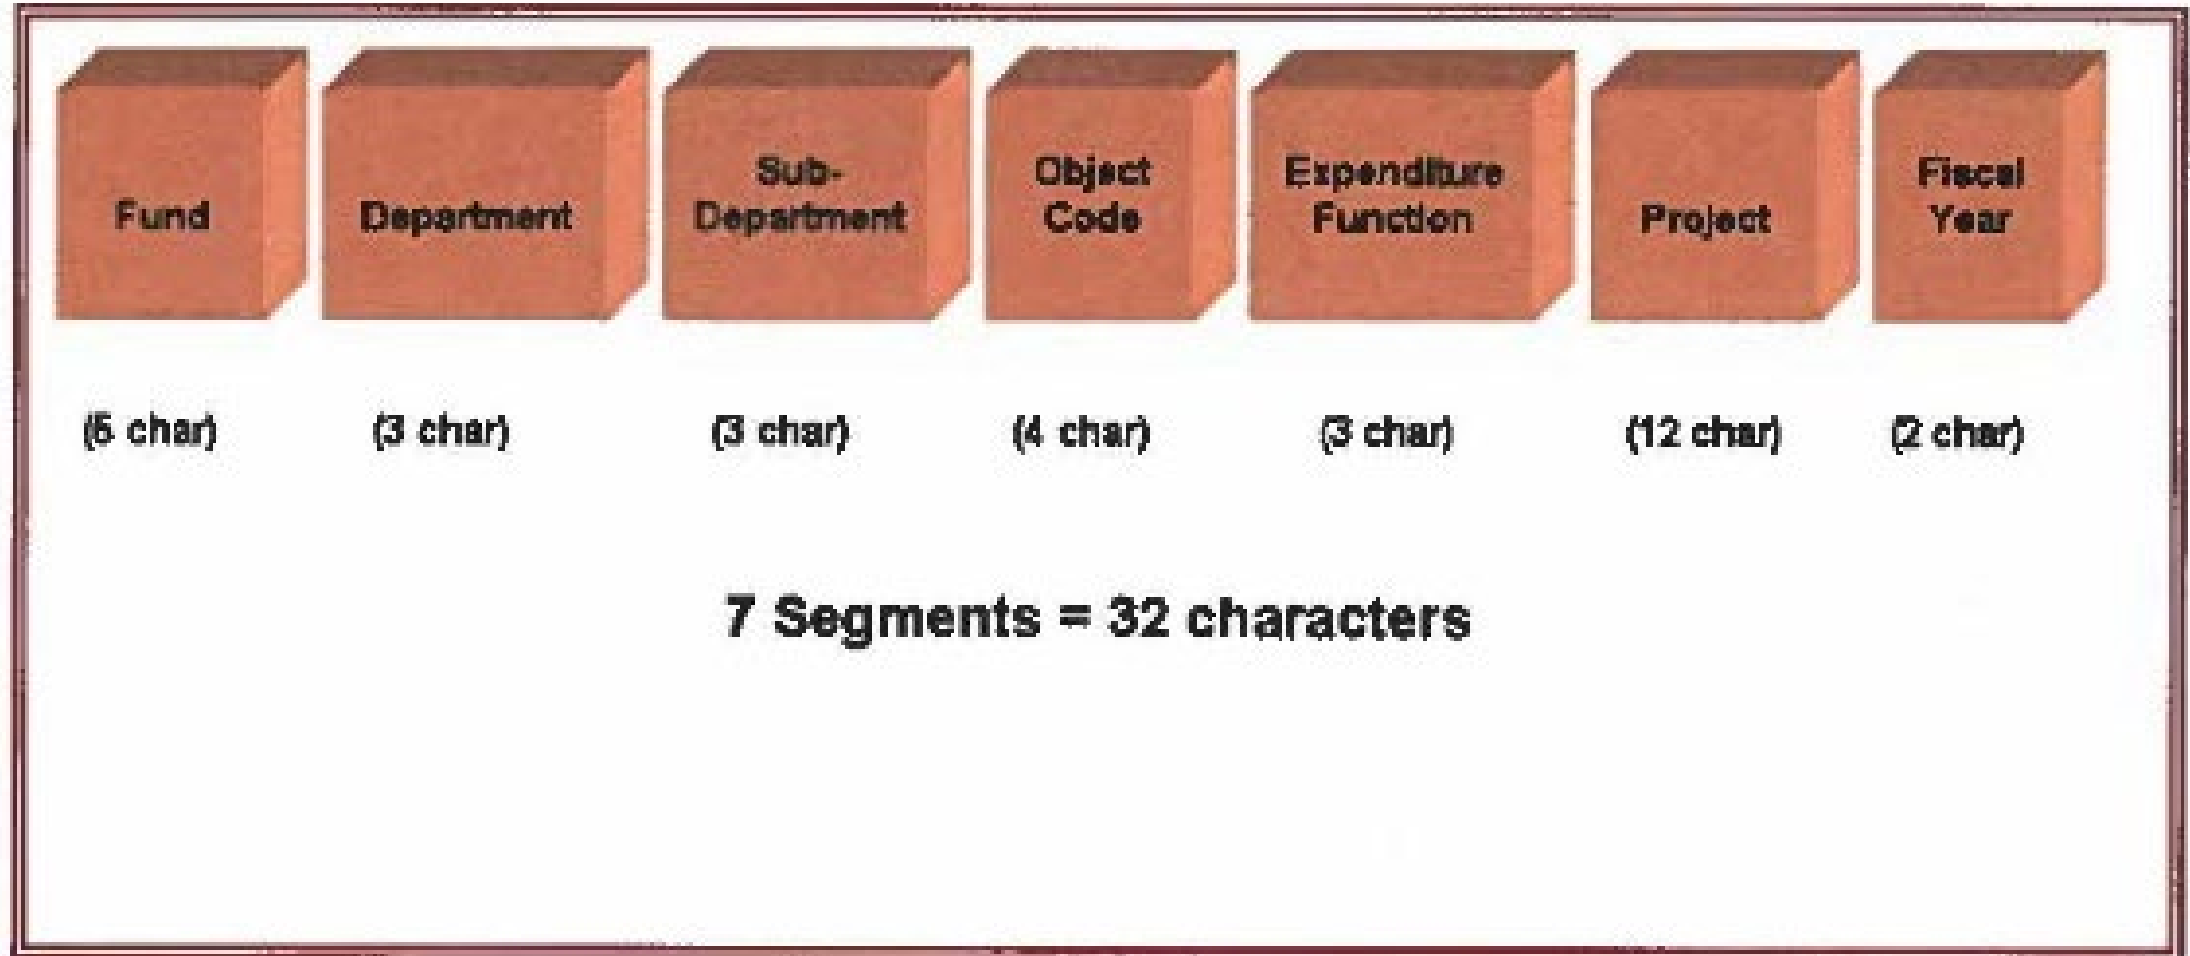 Fund
Department
Sub-
Department
Object
Code
Expenditure
Function
Project
Fiscal
Year
(5 char)
(3 char)
(3 char)
(4 char)
(3 char)
(12 char)
(2 char)
7 Segments = 32 characters